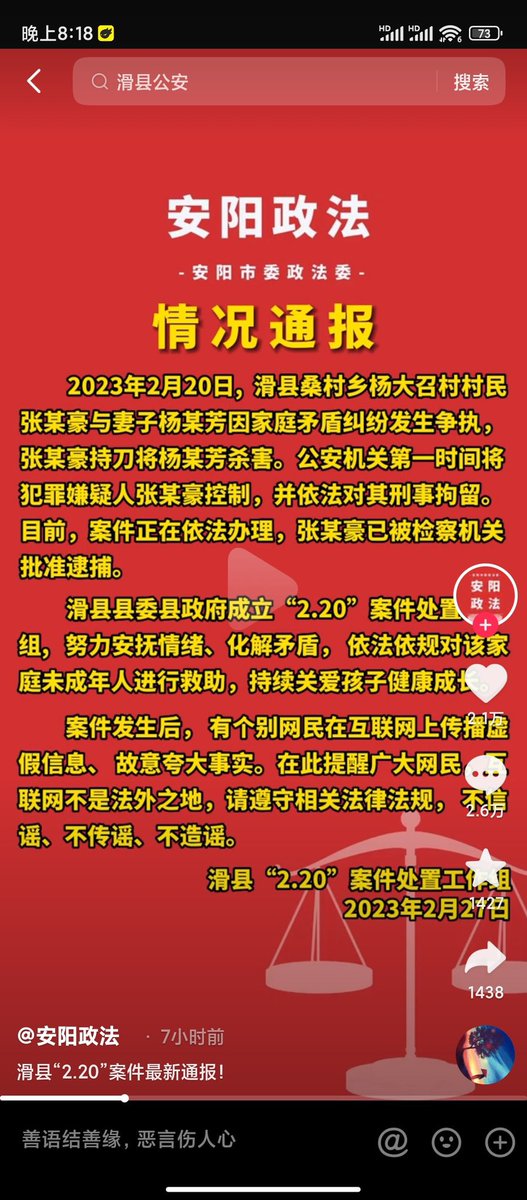 晚上8:18
HD HD 6 73
滑县公安 搜索
安阳政法
-安阳市委政法委-
情况通报
2023年2月20日，滑县桑村乡杨大召村村民
张某豪与妻子杨某芳因家庭矛盾纠纷发生争执，
张某豪持刀将杨某芳杀害。公安机关第一时间将
犯罪嫌疑人张某豪控制，并依法对其刑事拘留。
目前，案件正在依法办理，张某豪已被检察机关
批准逮捕。
滑县县委县政府成立“2.20”案件处置
组，努力安抚情绪、化解矛盾，依法依规对该家
庭未成年人进行救助，持续关爱孩子健康成长。
案件发生后，有个别网民在互联网上传播虚
假信息、故意夸大事实。在此提醒广大网民，互
联网不是法外之地，请遵守相关法律法规，不信
谣、不传谣、不造谣。
滑县“2.20”案件处置工作组
2023年2月27日
安阳
政法
2.1万
2.6万
1427
1438
@安阳政法 · 7小时前
滑县“2.20”案件最新通报！
善语结善缘，恶言伤人心